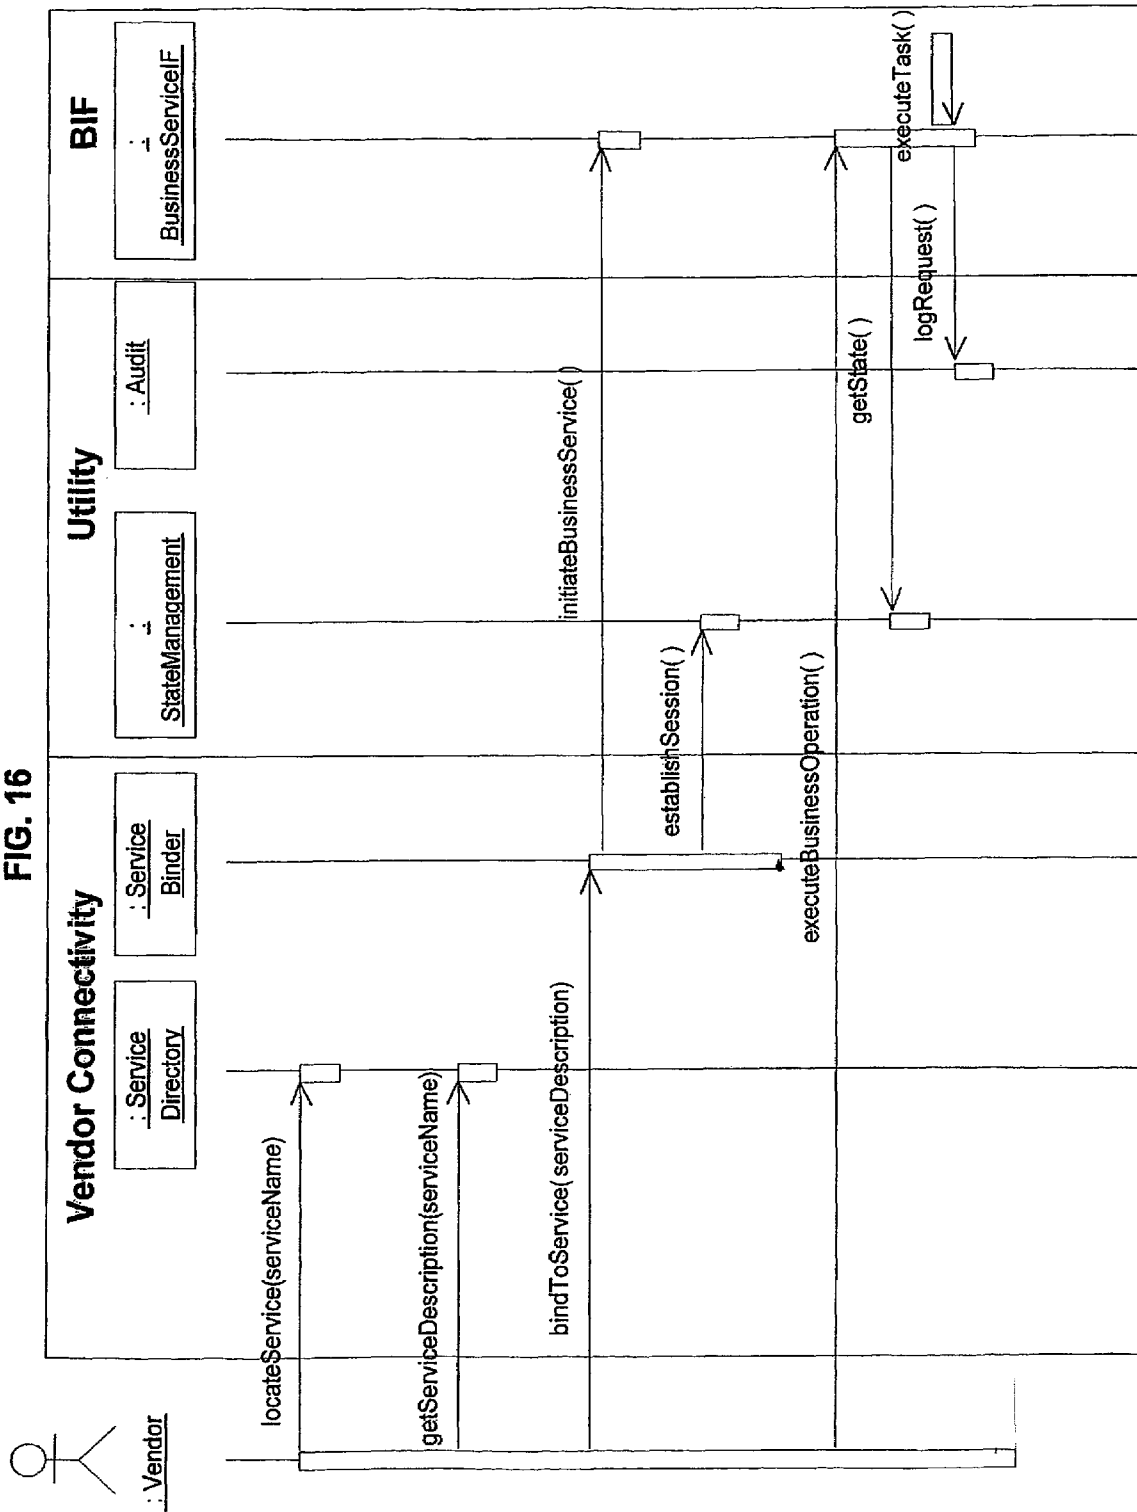 FIG. 16
Vendor Connectivity
Utility
BIF
: Vendor
: Service
Directory
: Service
Binder
:
StateManagement
: Audit
:
BusinessServiceIF
locateService(serviceName)
getServiceDescription(serviceName)
bindToService( serviceDescription)
initiateBusinessService( )
establishSession( )
executeBusinessOperation( )
getState( )
logRequest( )
executeTask( )